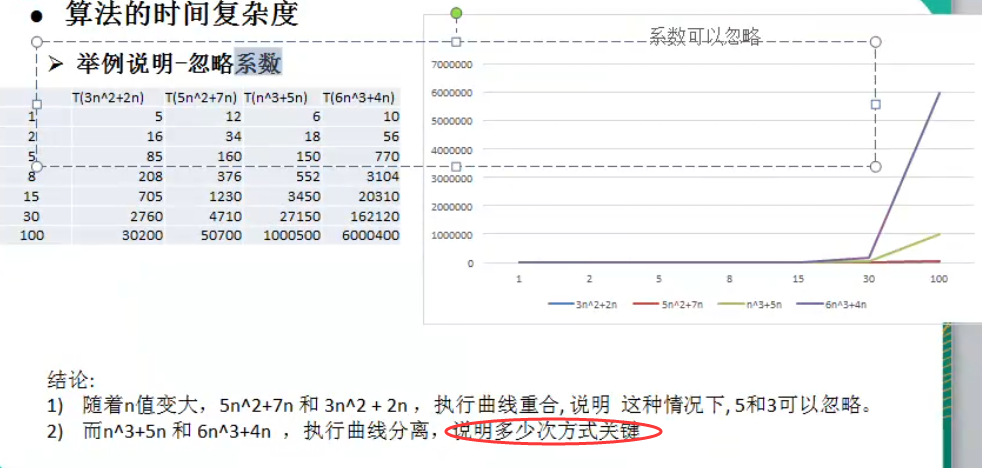 ● 算法的时间复杂度
➢ 举例说明-忽略系数
T(3n^2+2n) T(5n^2+7n) T(n^3+5n) T(6n^3+4n)
1 5 12 6 10
2 16 34 18 56
5 85 160 150 770
8 208 376 552 3104
15 705 1230 3450 20310
30 2760 4710 27150 162120
100 30200 50700 1000500 6000400
系数可以忽略
7000000
6000000
5000000
4000000
3000000
2000000
1000000
0
1 2 5 8 15 30 100
3n^2+2n 5n^2+7n n^3+5n 6n^3+4n
结论:
1) 随着n值变大，5n^2+7n 和 3n^2 + 2n ，执行曲线重合, 说明 这种情况下, 5和3可以忽略。
2) 而n^3+5n 和 6n^3+4n ，执行曲线分离，说明多少次方式关键